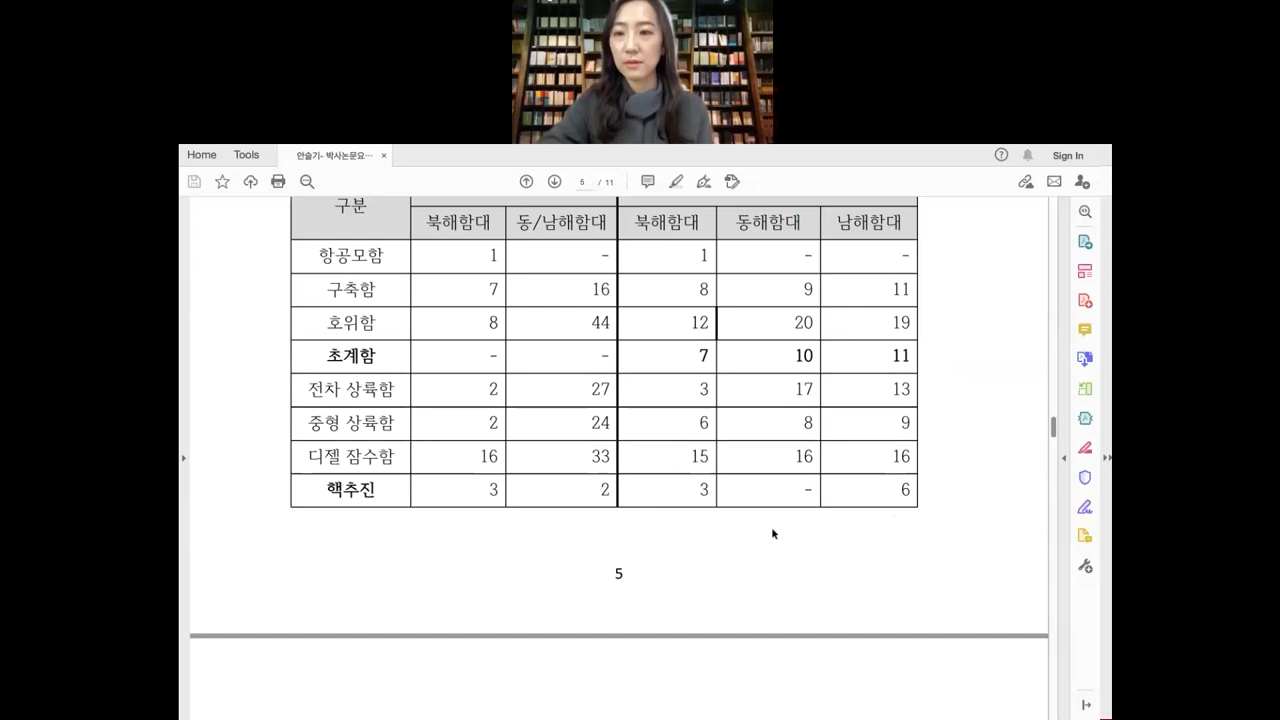 Home Tools 안슬기- 박사논문요··· × Sign In
5 / 11
구분
북해함대 동/남해함대 북해함대 동해함대 남해함대
항공모함 1 - 1 - -
구축함 7 16 8 9 11
호위함 8 44 12 20 19
초계함 - - 7 10 11
전차 상륙함 2 27 3 17 13
중형 상륙함 2 24 6 8 9
디젤 잠수함 16 33 15 16 16
핵추진 3 2 3 - 6
5